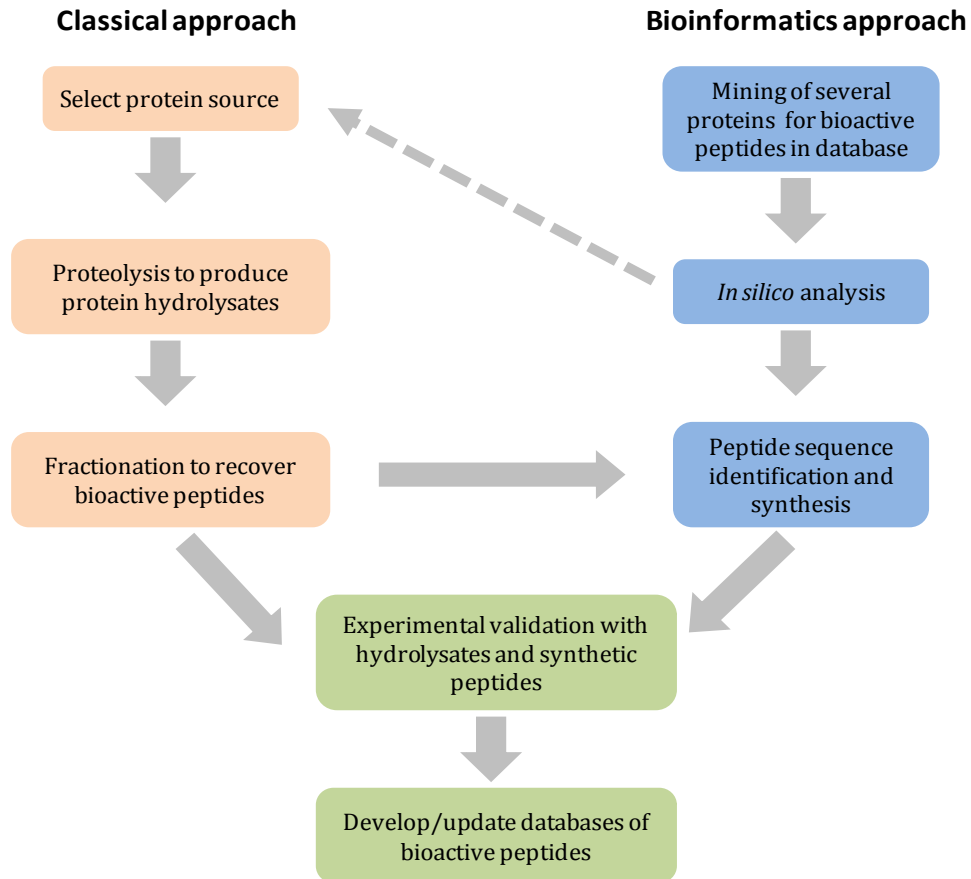 Classical approach
Bioinformatics approach
Select protein source
Mining of several
proteins for bioactive
peptides in database
Proteolysis to produce
protein hydrolysates
In silico analysis
Fractionation to recover
bioactive peptides
Peptide sequence
identification and
synthesis
Experimental validation with
hydrolysates and synthetic
peptides
Develop/update databases of
bioactive peptides